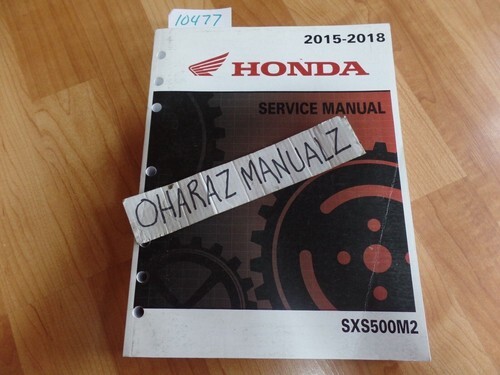 10477
2015-2018
HONDA
SERVICE MANUAL
OHARAZ MANUALZ
SXS500M2